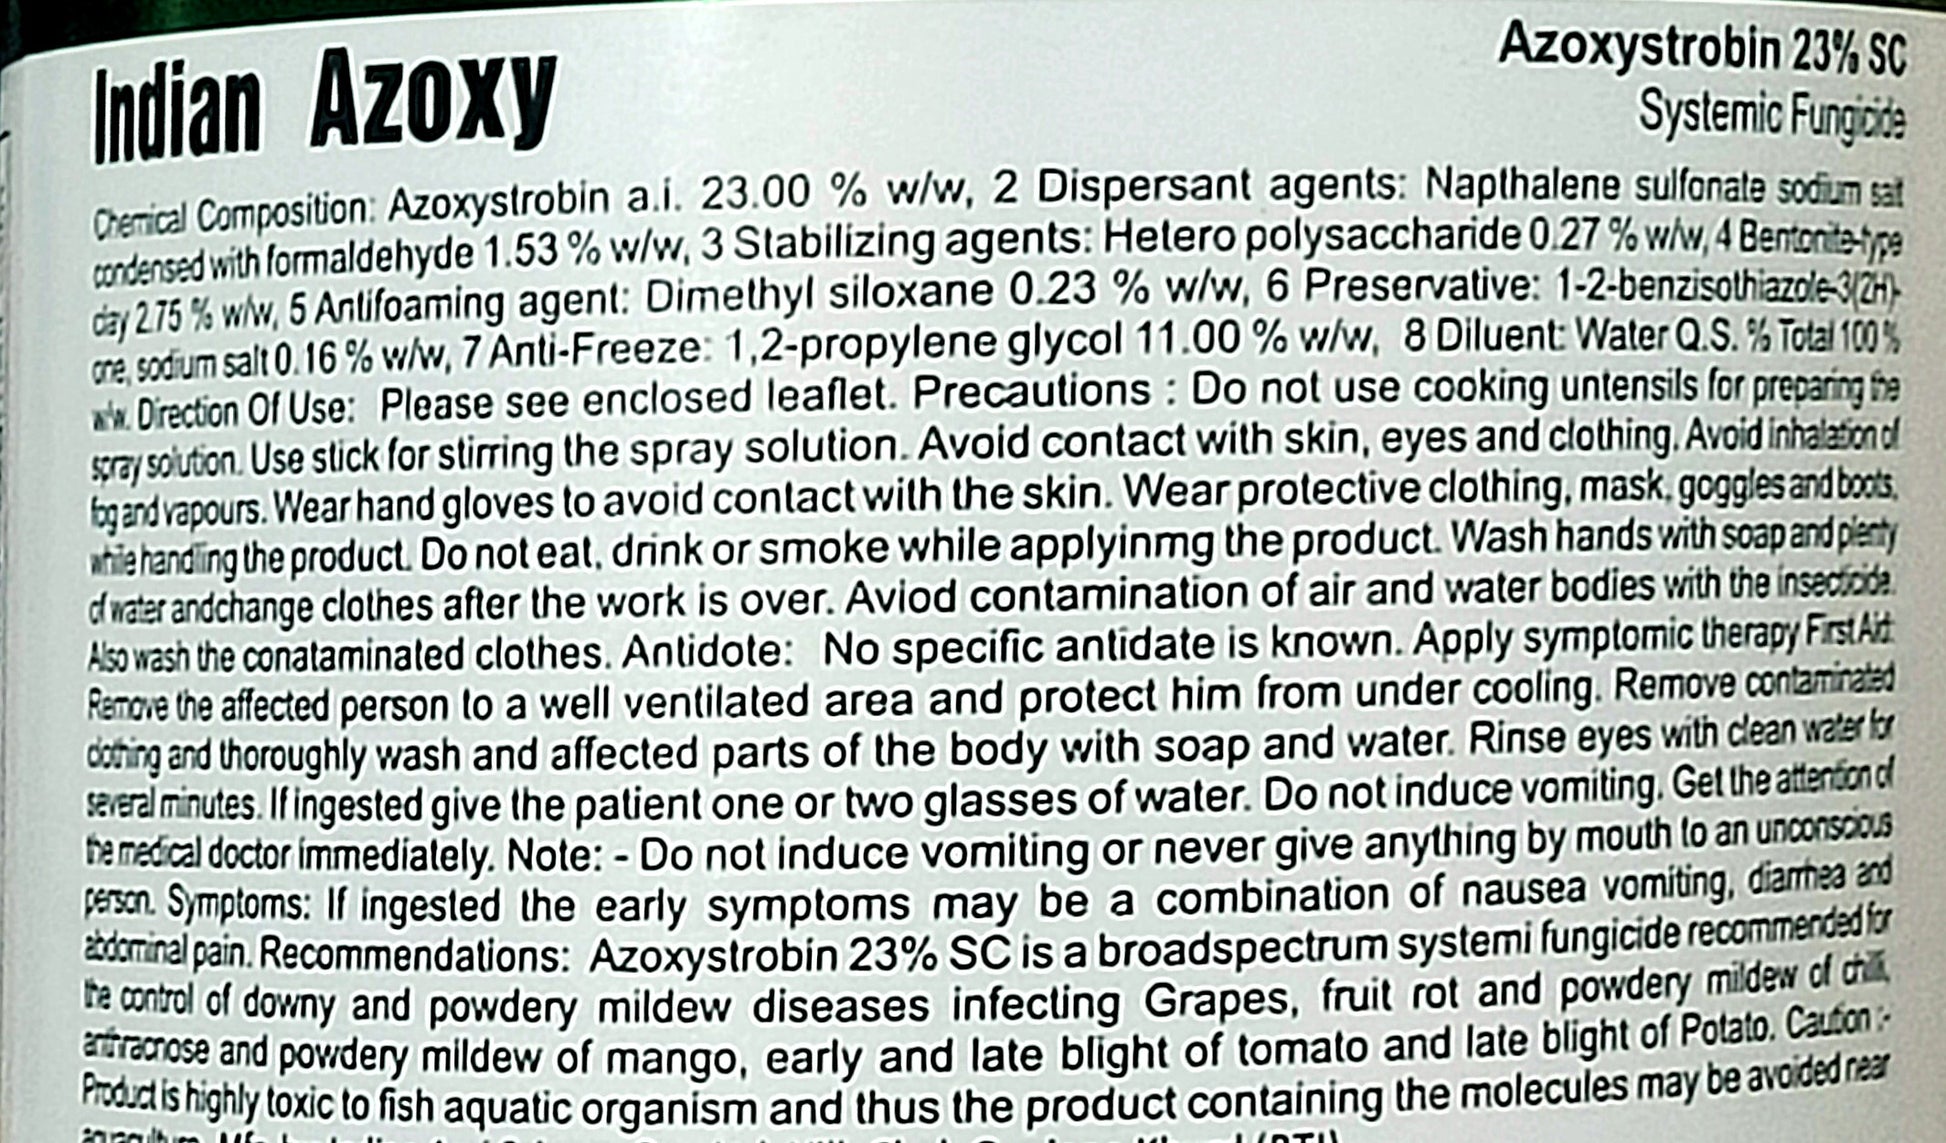 Indian Azoxy
Azoxystrobin 23% SC
Systemic Fungicide
Chemical Composition: Azoxystrobin a.i. 23.00 % w/w, 2 Dispersant agents: Napthalene sulfonate sodium salt
condensed with formaldehyde 1.53 % w/w, 3 Stabilizing agents: Hetero polysaccharide 0.27 % w/w, 4 Bentonite-type
clay 2.75 % w/w, 5 Antifoaming agent: Dimethyl siloxane 0.23 % w/w, 6 Preservative: 1-2-benzisothiazole-3(2H)-
one, sodium salt 0.16 % w/w, 7 Anti-Freeze: 1,2-propylene glycol 11.00 % w/w, 8 Diluent: Water Q.S. % Total 100 %
w/w. Direction Of Use: Please see enclosed leaflet. Precautions : Do not use cooking untensils for preparing the
spray solution. Use stick for stirring the spray solution. Avoid contact with skin, eyes and clothing. Avoid inhalation of
fog and vapours. Wear hand gloves to avoid contact with the skin. Wear protective clothing, mask, goggles and boots,
while handling the product. Do not eat, drink or smoke while applyinmg the product. Wash hands with soap and plenty
of water andchange clothes after the work is over. Aviod contamination of air and water bodies with the insecticide.
Also wash the conataminated clothes. Antidote: No specific antidate is known. Apply symptomic therapy First Aid:
Remove the affected person to a well ventilated area and protect him from under cooling. Remove contaminated
clothing and thoroughly wash and affected parts of the body with soap and water. Rinse eyes with clean water for
several minutes. If ingested give the patient one or two glasses of water. Do not induce vomiting. Get the attention of
the medical doctor immediately. Note: - Do not induce vomiting or never give anything by mouth to an unconscious
person. Symptoms: If ingested the early symptoms may be a combination of nausea vomiting, diarrhea and
abdominal pain. Recommendations: Azoxystrobin 23% SC is a broadspectrum systemi fungicide recommended for
the control of downy and powdery mildew diseases infecting Grapes, fruit rot and powdery mildew of chilli,
anthracnose and powdery mildew of mango, early and late blight of tomato and late blight of Potato. Caution :-
Product is highly toxic to fish aquatic organism and thus the product containing the molecules may be avoided near